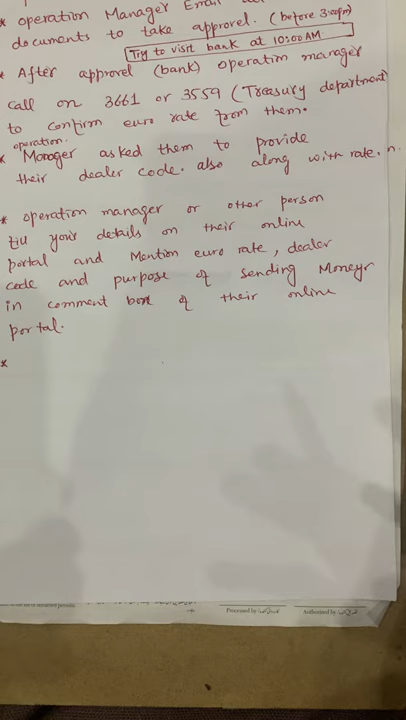 * operation Manager Email
documents to take approvel. (before 3:00pm)
Try to visit bank at 10:00 AM
* After approvel (bank) operation manager
call on 3661 or 3559 (Treasury department)
to confirm euro rate from them.
operation.
* Manager asked them to provide
their dealer code. also along with rate.
* operation manager or other person
fill your details on their online
portal and Mention euro rate, dealer
code and purpose of sending Money
in comment box of their online
portal.
*
Processed by
Authorised by